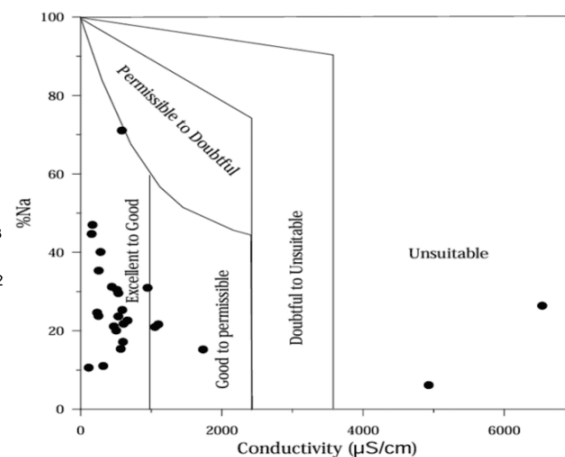 100
80
60
40
20
0
%Na
s
2
Permissible to Doubtful
Excellent to Good
Good to permissible
Doubtful to Unsuitable
Unsuitable
0
2000
4000
6000
Conductivity (µS/cm)